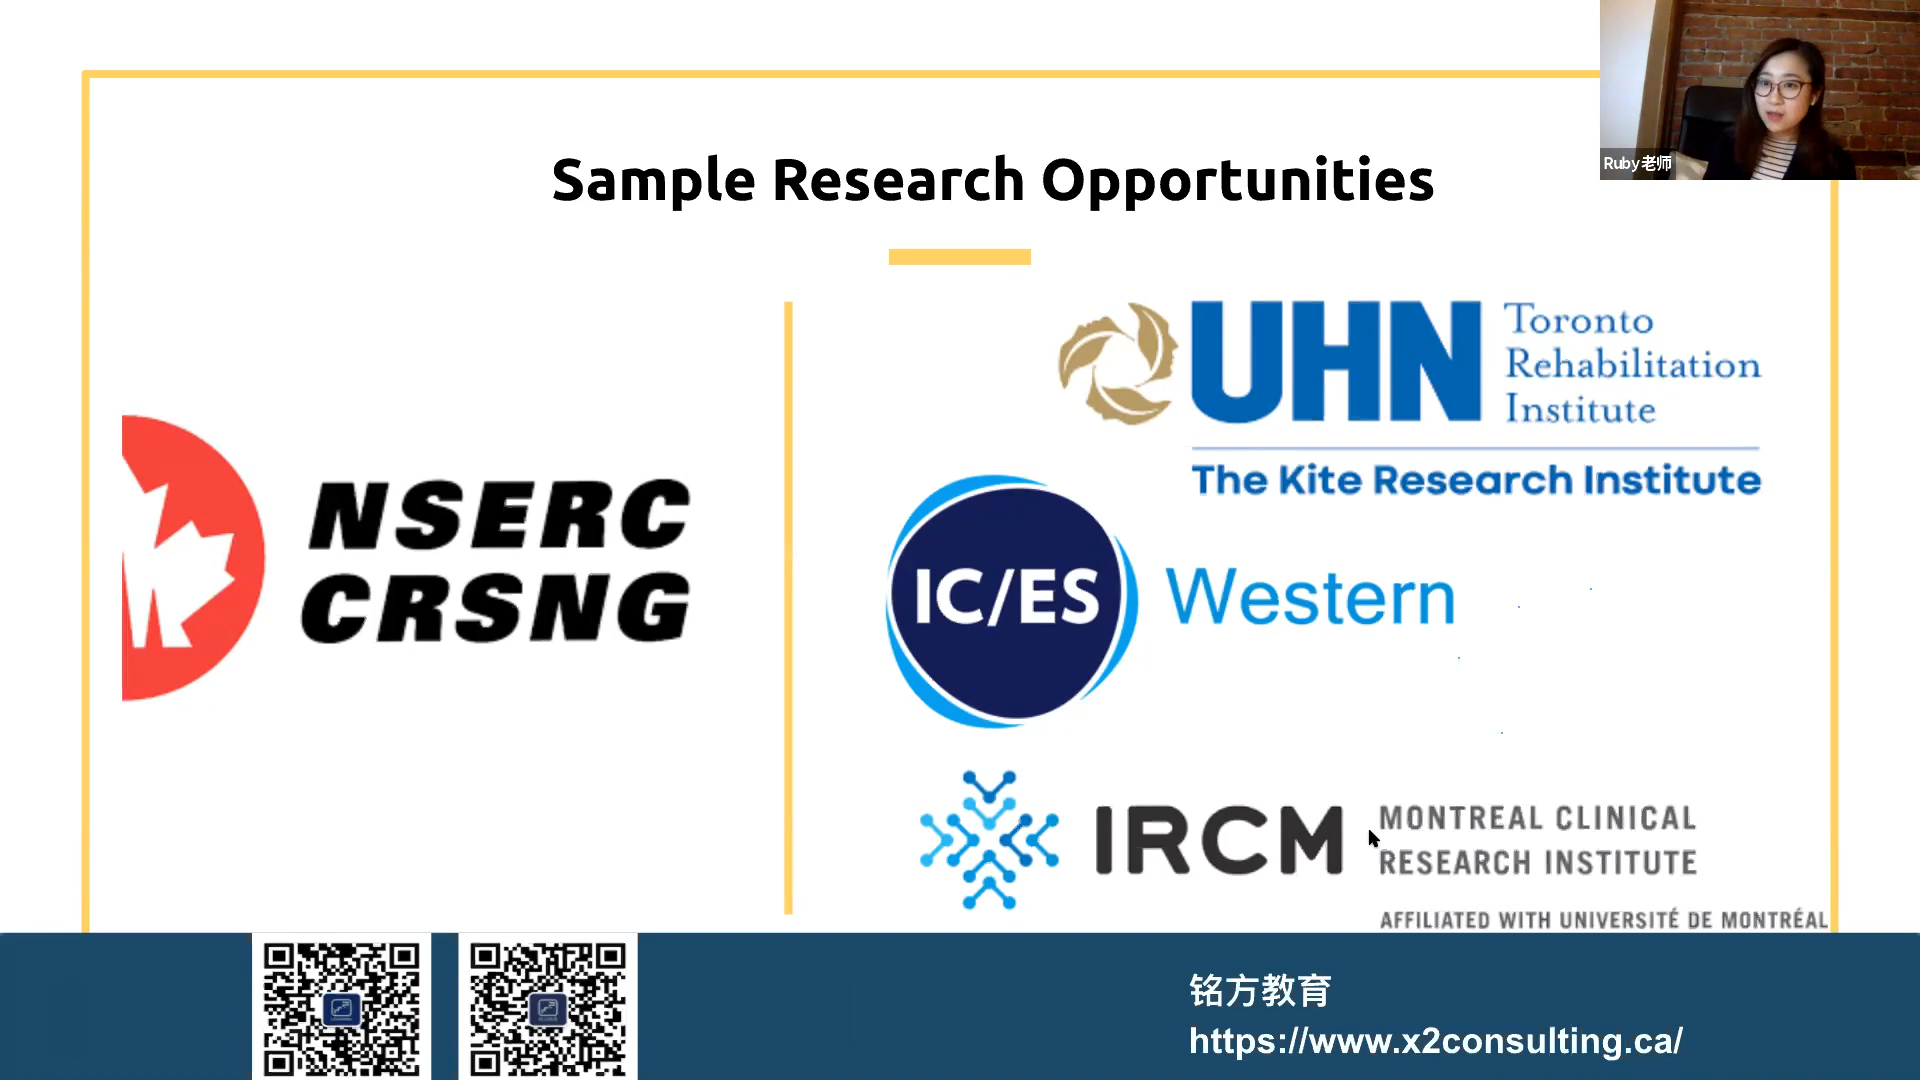 Ruby老师
Sample Research Opportunities
NSERC
CRSNG
UHN
Toronto
Rehabilitation
Institute
The Kite Research Institute
IC/ES Western
IRCM
MONTREAL CLINICAL
RESEARCH INSTITUTE
AFFILIATED WITH UNIVERSITÉ DE MONTRÉAL
铭方教育
https://www.x2consulting.ca/